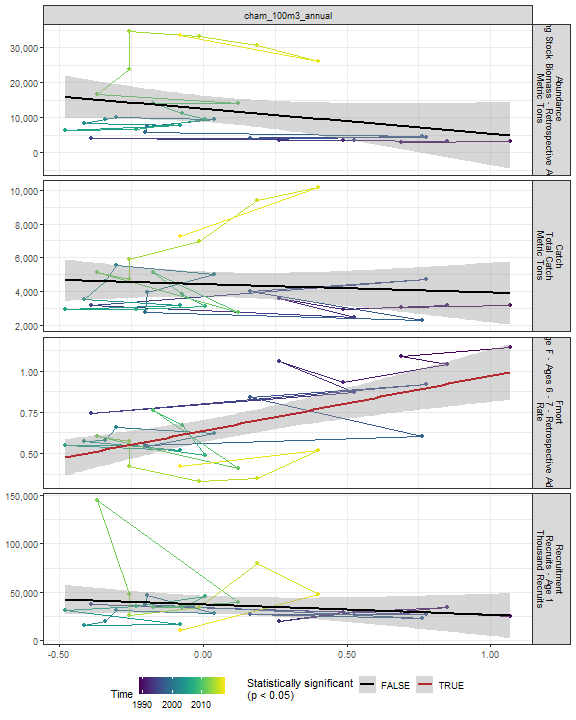 cham_100m3_annual
30,000
20,000
10,000
0
Abundance
Stock Biomass - Retrospective
Metric Tons
10,000
8,000
6,000
4,000
2,000
Catch
Total Catch
Metric Tons
1.00
0.75
0.50
Fmort
F - Ages 6 - 7 - Retrospective
Rate
150,000
100,000
50,000
0
Recruitment
Recruits - Age 1
Thousand Recruits
-0.50
0.00
0.50
1.00
Time
1990 2000 2010
Statistically significant
(p < 0.05)
FALSE
TRUE